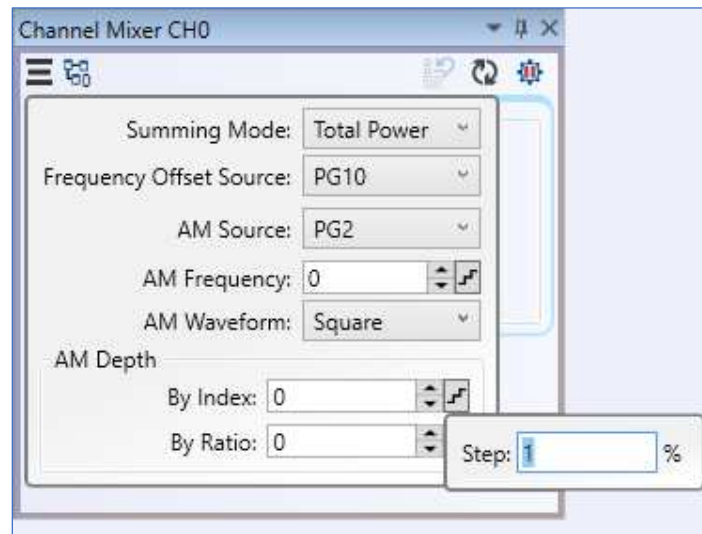 Channel Mixer CH0
Summing Mode: Total Power
Frequency Offset Source: PG10
AM Source: PG2
AM Frequency: 0
AM Waveform: Square
AM Depth
By Index: 0
By Ratio: 0
Step: 1 %